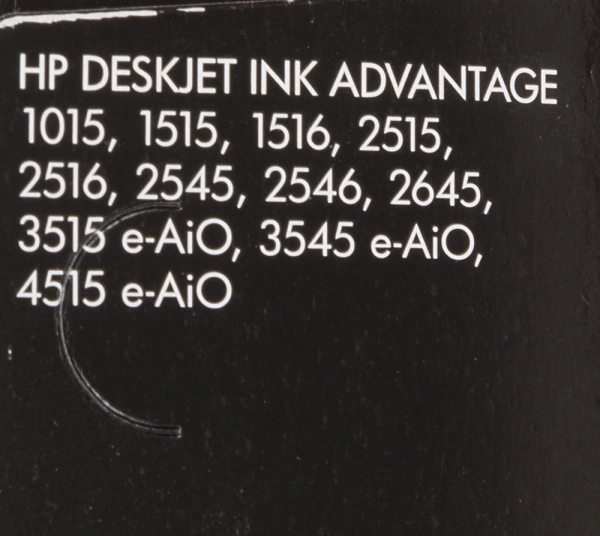 HP DESKJET INK ADVANTAGE
1015, 1515, 1516, 2515,
2516, 2545, 2546, 2645,
3515 e-AiO, 3545 e-AiO,
4515 e-AiO